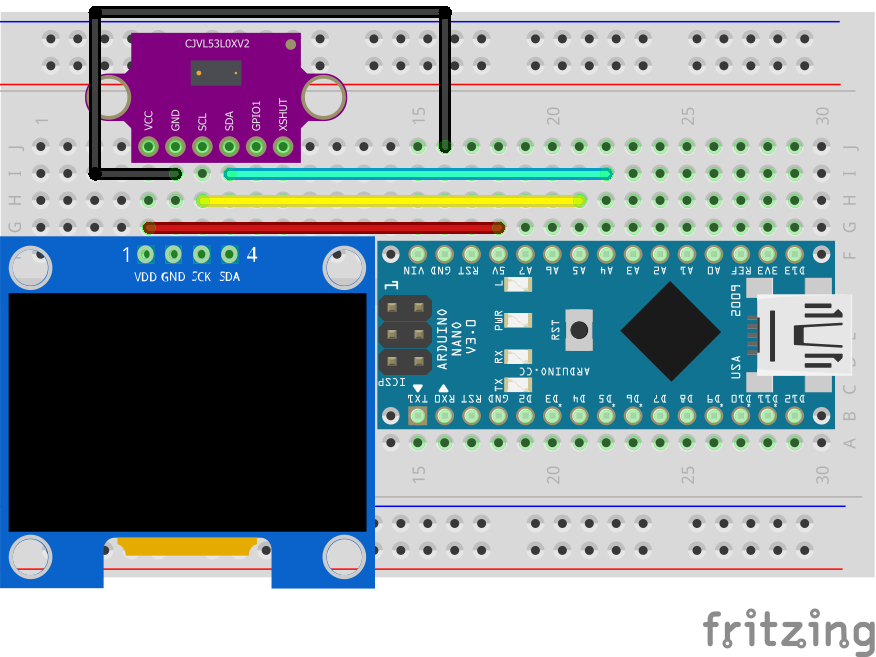 CJVL53L0XV2
VCC GND SCL SDA GPIO1 XSHUT
1 15 20 25 30
J J
I I
H H
G G
F
1 4
VDD GND SCK SDA
VIN GND RST 5V A7 A6 A5 A4 A3 A2 A1 A0 REF 3V3 D13
L
PWR
RX
TX
1
ARDUINO
NANO
V3.0
RST
ARDUINO.CC
ICSP
2009
USA
TX1 RX0 RST GND D2 D3 D4 D5 D6 D7 D8 D9 D10 D11 D12
E
D
C
B
A
15 20 25 30
fritzing